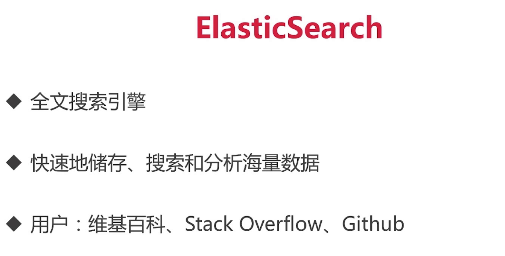 ElasticSearch
◆ 全文搜索引擎
◆ 快速地储存、搜索和分析海量数据
◆ 用户：维基百科、Stack Overflow、Github